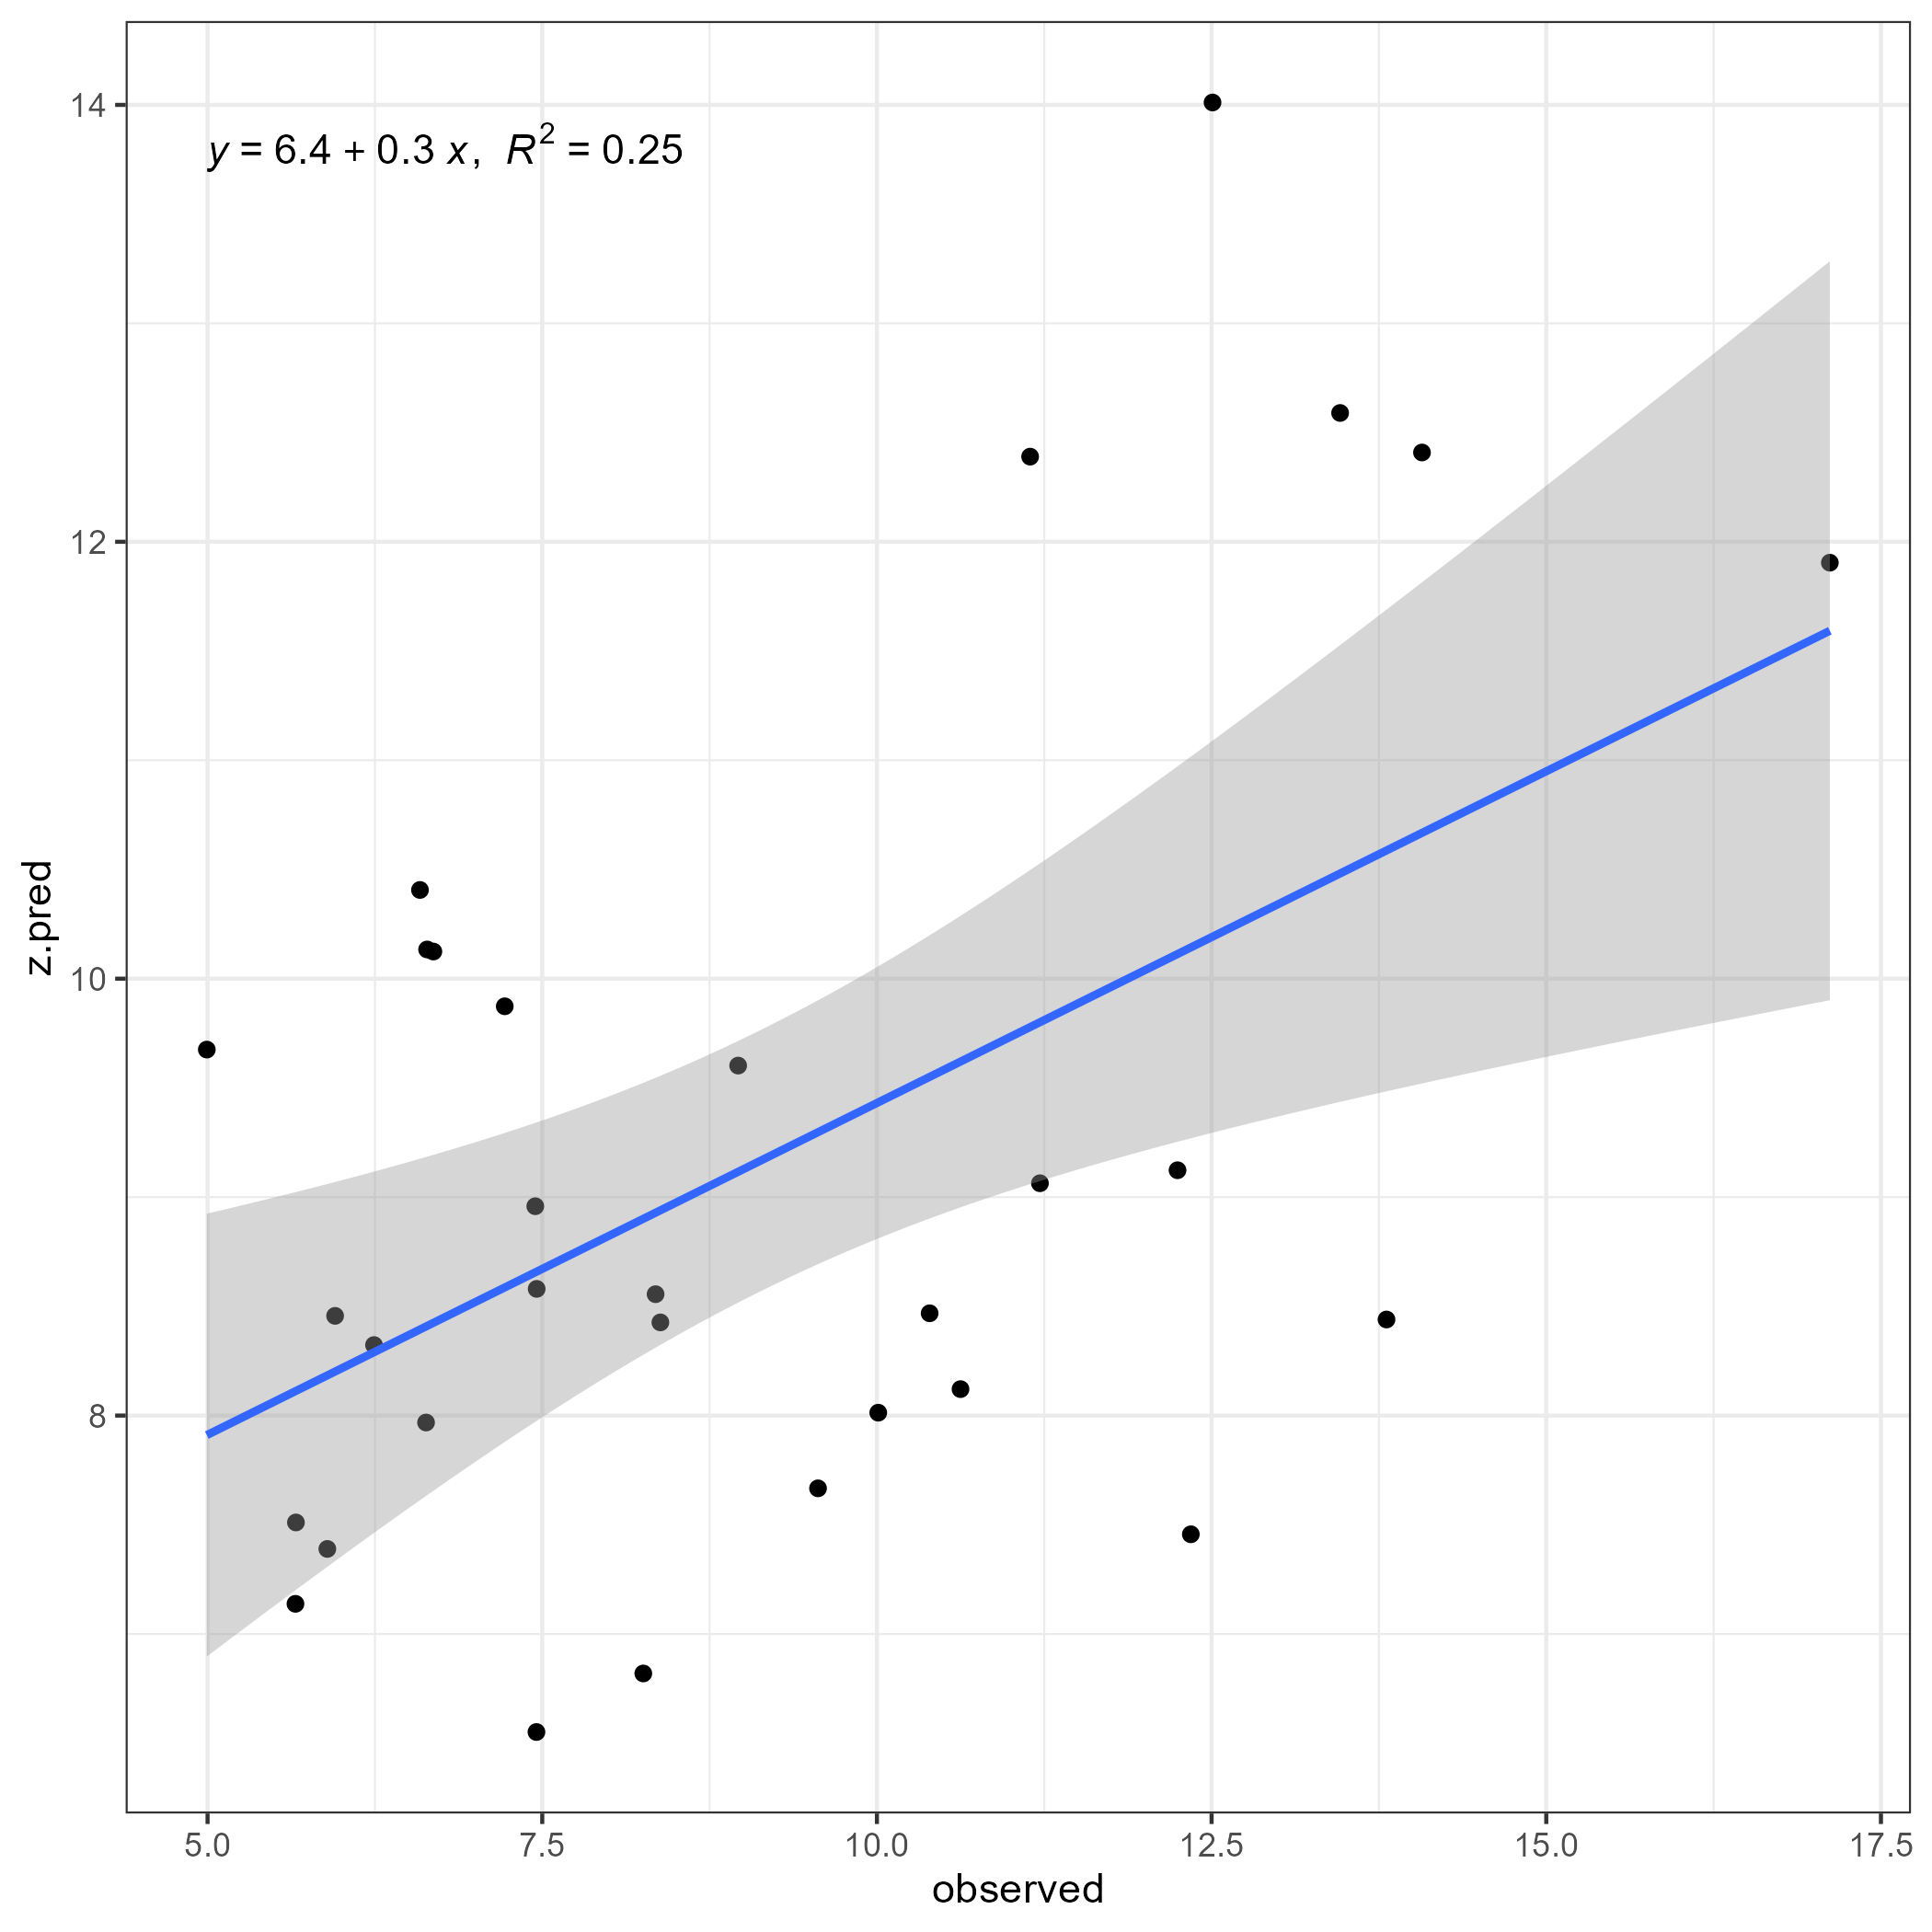 14
y = 6.4 + 0.3 x, R² = 0.25
12
z.pred
10
8
5.0 7.5 10.0 12.5 15.0 17.5
observed